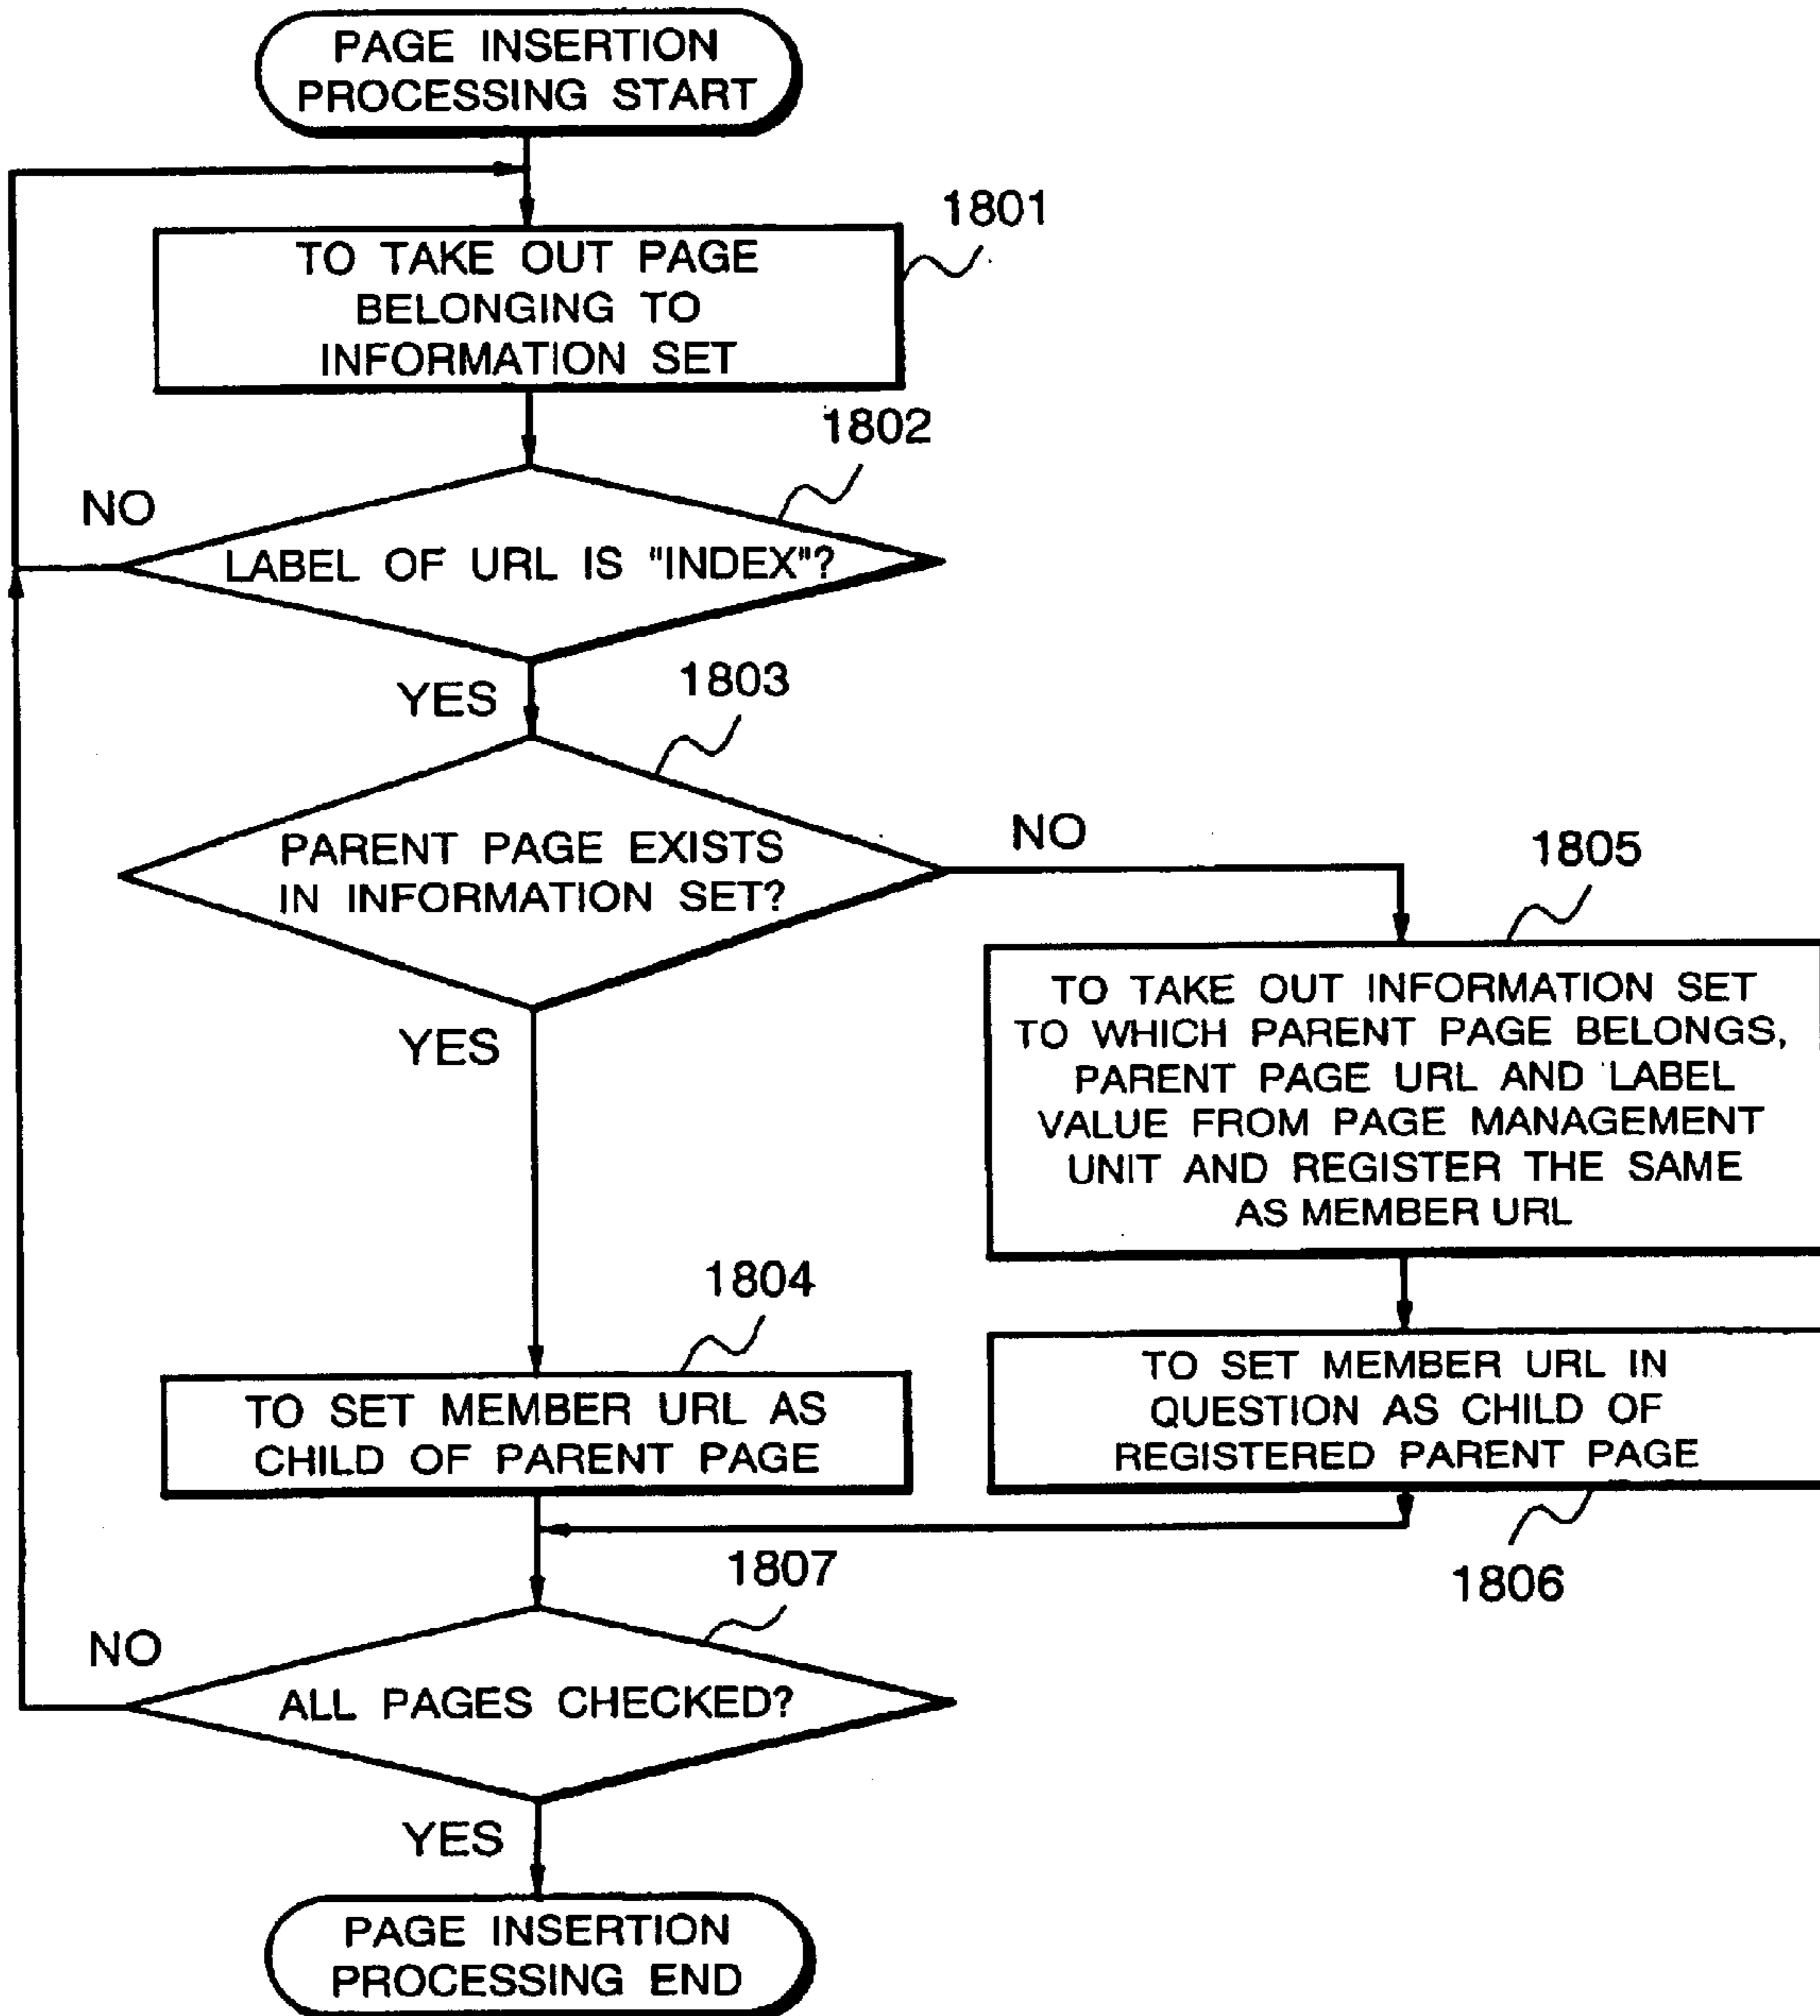 PAGE INSERTION
PROCESSING START
1801
TO TAKE OUT PAGE
BELONGING TO
INFORMATION SET
1802
NO
LABEL OF URL IS "INDEX"?
YES
1803
PARENT PAGE EXISTS
IN INFORMATION SET?
NO
YES
1805
TO TAKE OUT INFORMATION SET
TO WHICH PARENT PAGE BELONGS,
PARENT PAGE URL AND LABEL
VALUE FROM PAGE MANAGEMENT
UNIT AND REGISTER THE SAME
AS MEMBER URL
1804
TO SET MEMBER URL AS
CHILD OF PARENT PAGE
TO SET MEMBER URL IN
QUESTION AS CHILD OF
REGISTERED PARENT PAGE
1806
1807
NO
ALL PAGES CHECKED?
YES
PAGE INSERTION
PROCESSING END